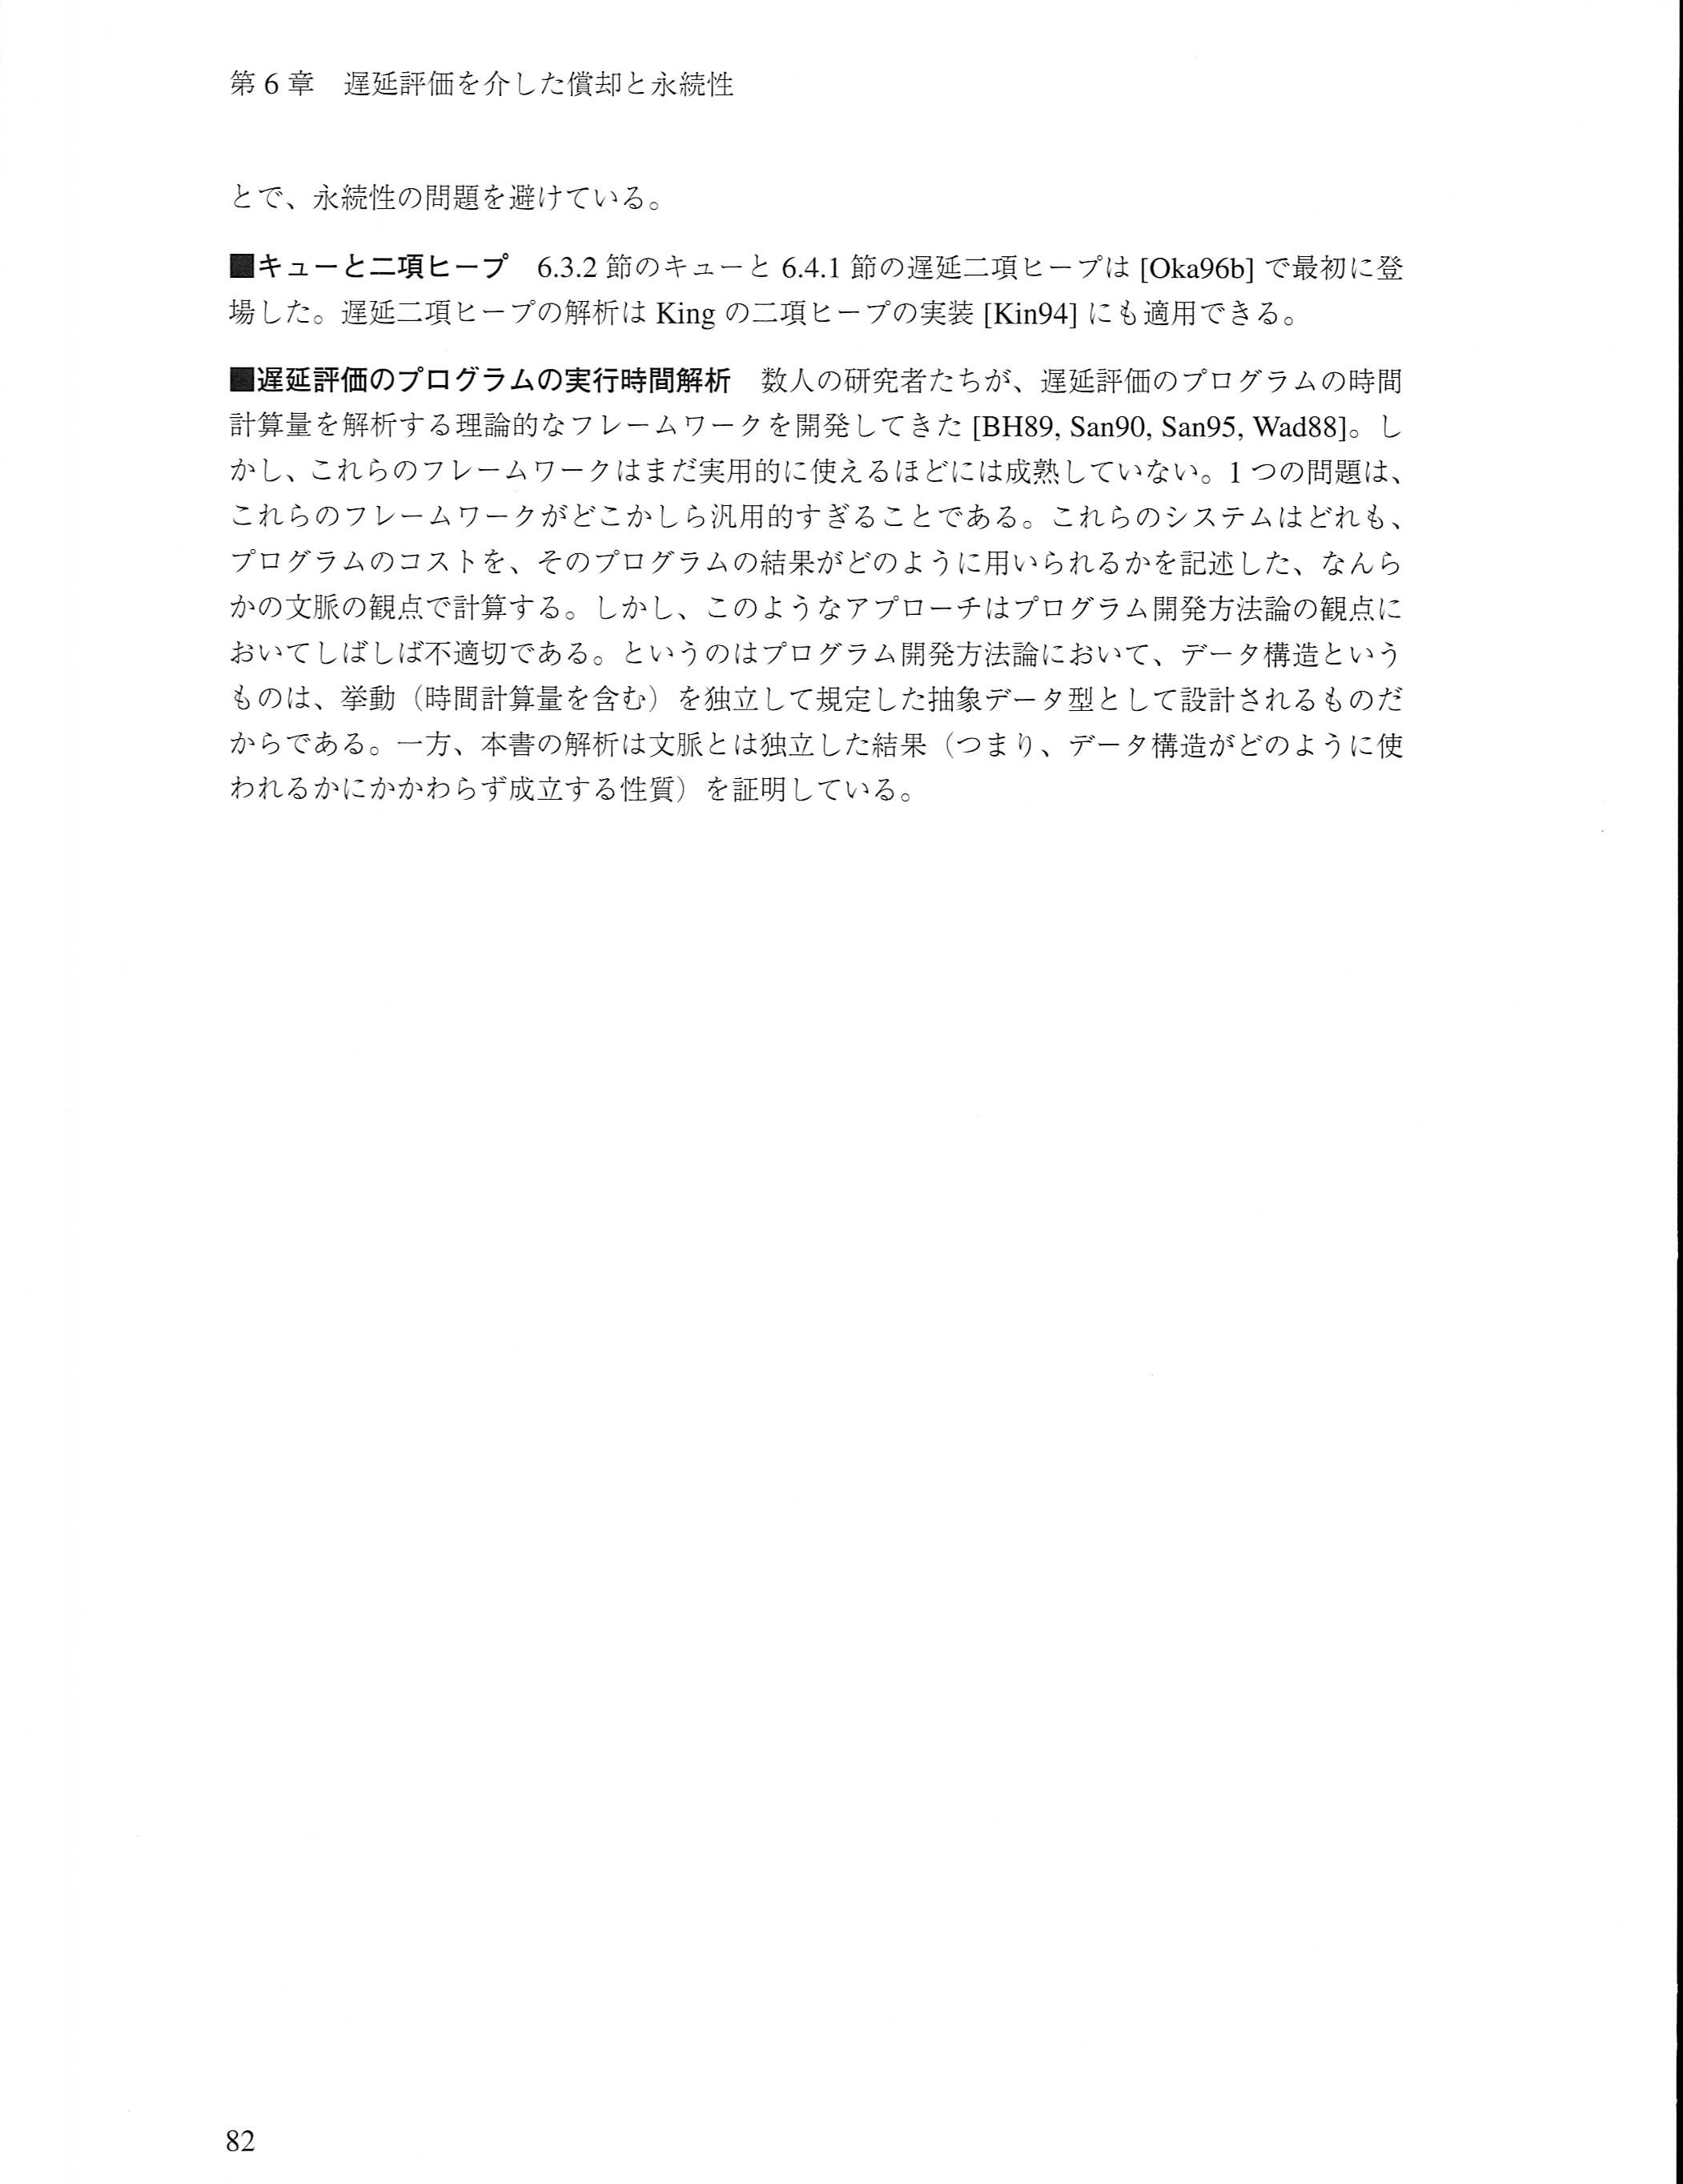 第6章　遅延評価を介した償却と永続性
とで、永続性の問題を避けている。
■キューと二項ヒープ　6.3.2 節のキューと 6.4.1 節の遅延二項ヒープは [Oka96b] で最初に登
場した。遅延二項ヒープの解析は King の二項ヒープの実装 [Kin94] にも適用できる。
■遅延評価のプログラムの実行時間解析　数人の研究者たちが、遅延評価のプログラムの時間
計算量を解析する理論的なフレームワークを開発してきた [BH89, San90, San95, Wad88]。し
かし、これらのフレームワークはまだ実用的に使えるほどには成熟していない。1 つの問題は、
これらのフレームワークがどこかしら汎用的すぎることである。これらのシステムはどれも、
プログラムのコストを、そのプログラムの結果がどのように用いられるかを記述した、なんら
かの文脈の観点で計算する。しかし、このようなアプローチはプログラム開発方法論の観点に
おいてしばしば不適切である。というのはプログラム開発方法論において、データ構造という
ものは、挙動（時間計算量を含む）を独立して規定した抽象データ型として設計されるものだ
からである。一方、本書の解析は文脈とは独立した結果（つまり、データ構造がどのように使
われるかにかかわらず成立する性質）を証明している。
82